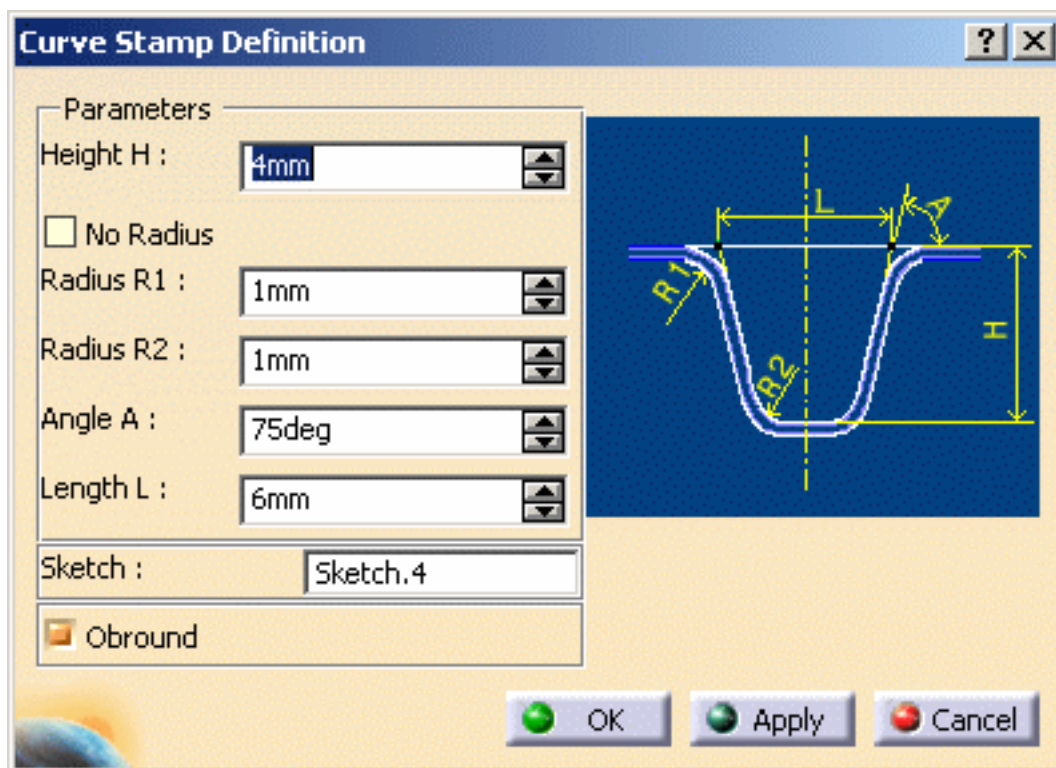 Curve Stamp Definition
Parameters
Height H : 4mm
No Radius
Radius R1 : 1mm
Radius R2 : 1mm
Angle A : 75deg
Length L : 6mm
Sketch : Sketch.4
Obround
L
A
R1
R2
H
OK Apply Cancel